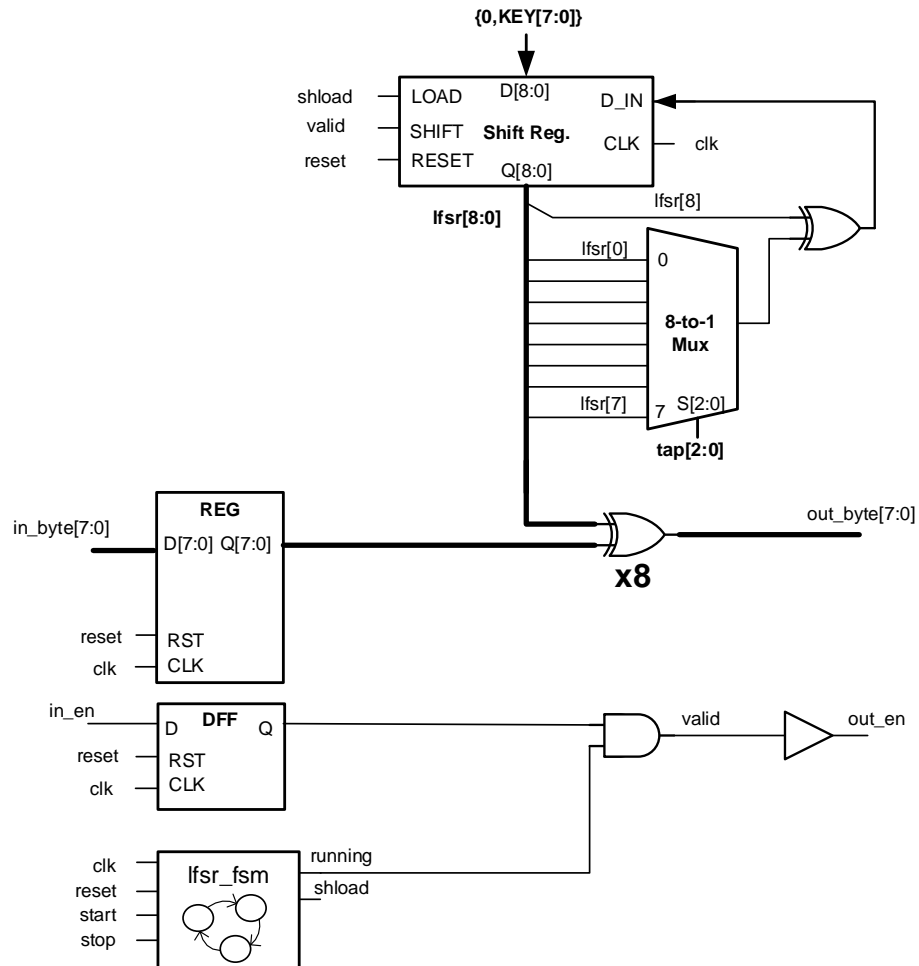 {0,KEY[7:0]}
shload
LOAD
D[8:0]
D_IN
valid
SHIFT
Shift Reg.
reset
RESET
CLK
clk
Q[8:0]
lfsr[8:0]
lfsr[8]
lfsr[0]
0
8-to-1
Mux
lfsr[7]
7
S[2:0]
tap[2:0]
in_byte[7:0]
REG
D[7:0]
Q[7:0]
out_byte[7:0]
x8
reset
RST
clk
CLK
in_en
DFF
D
Q
valid
out_en
reset
RST
clk
CLK
clk
lfsr_fsm
running
reset
shload
start
stop